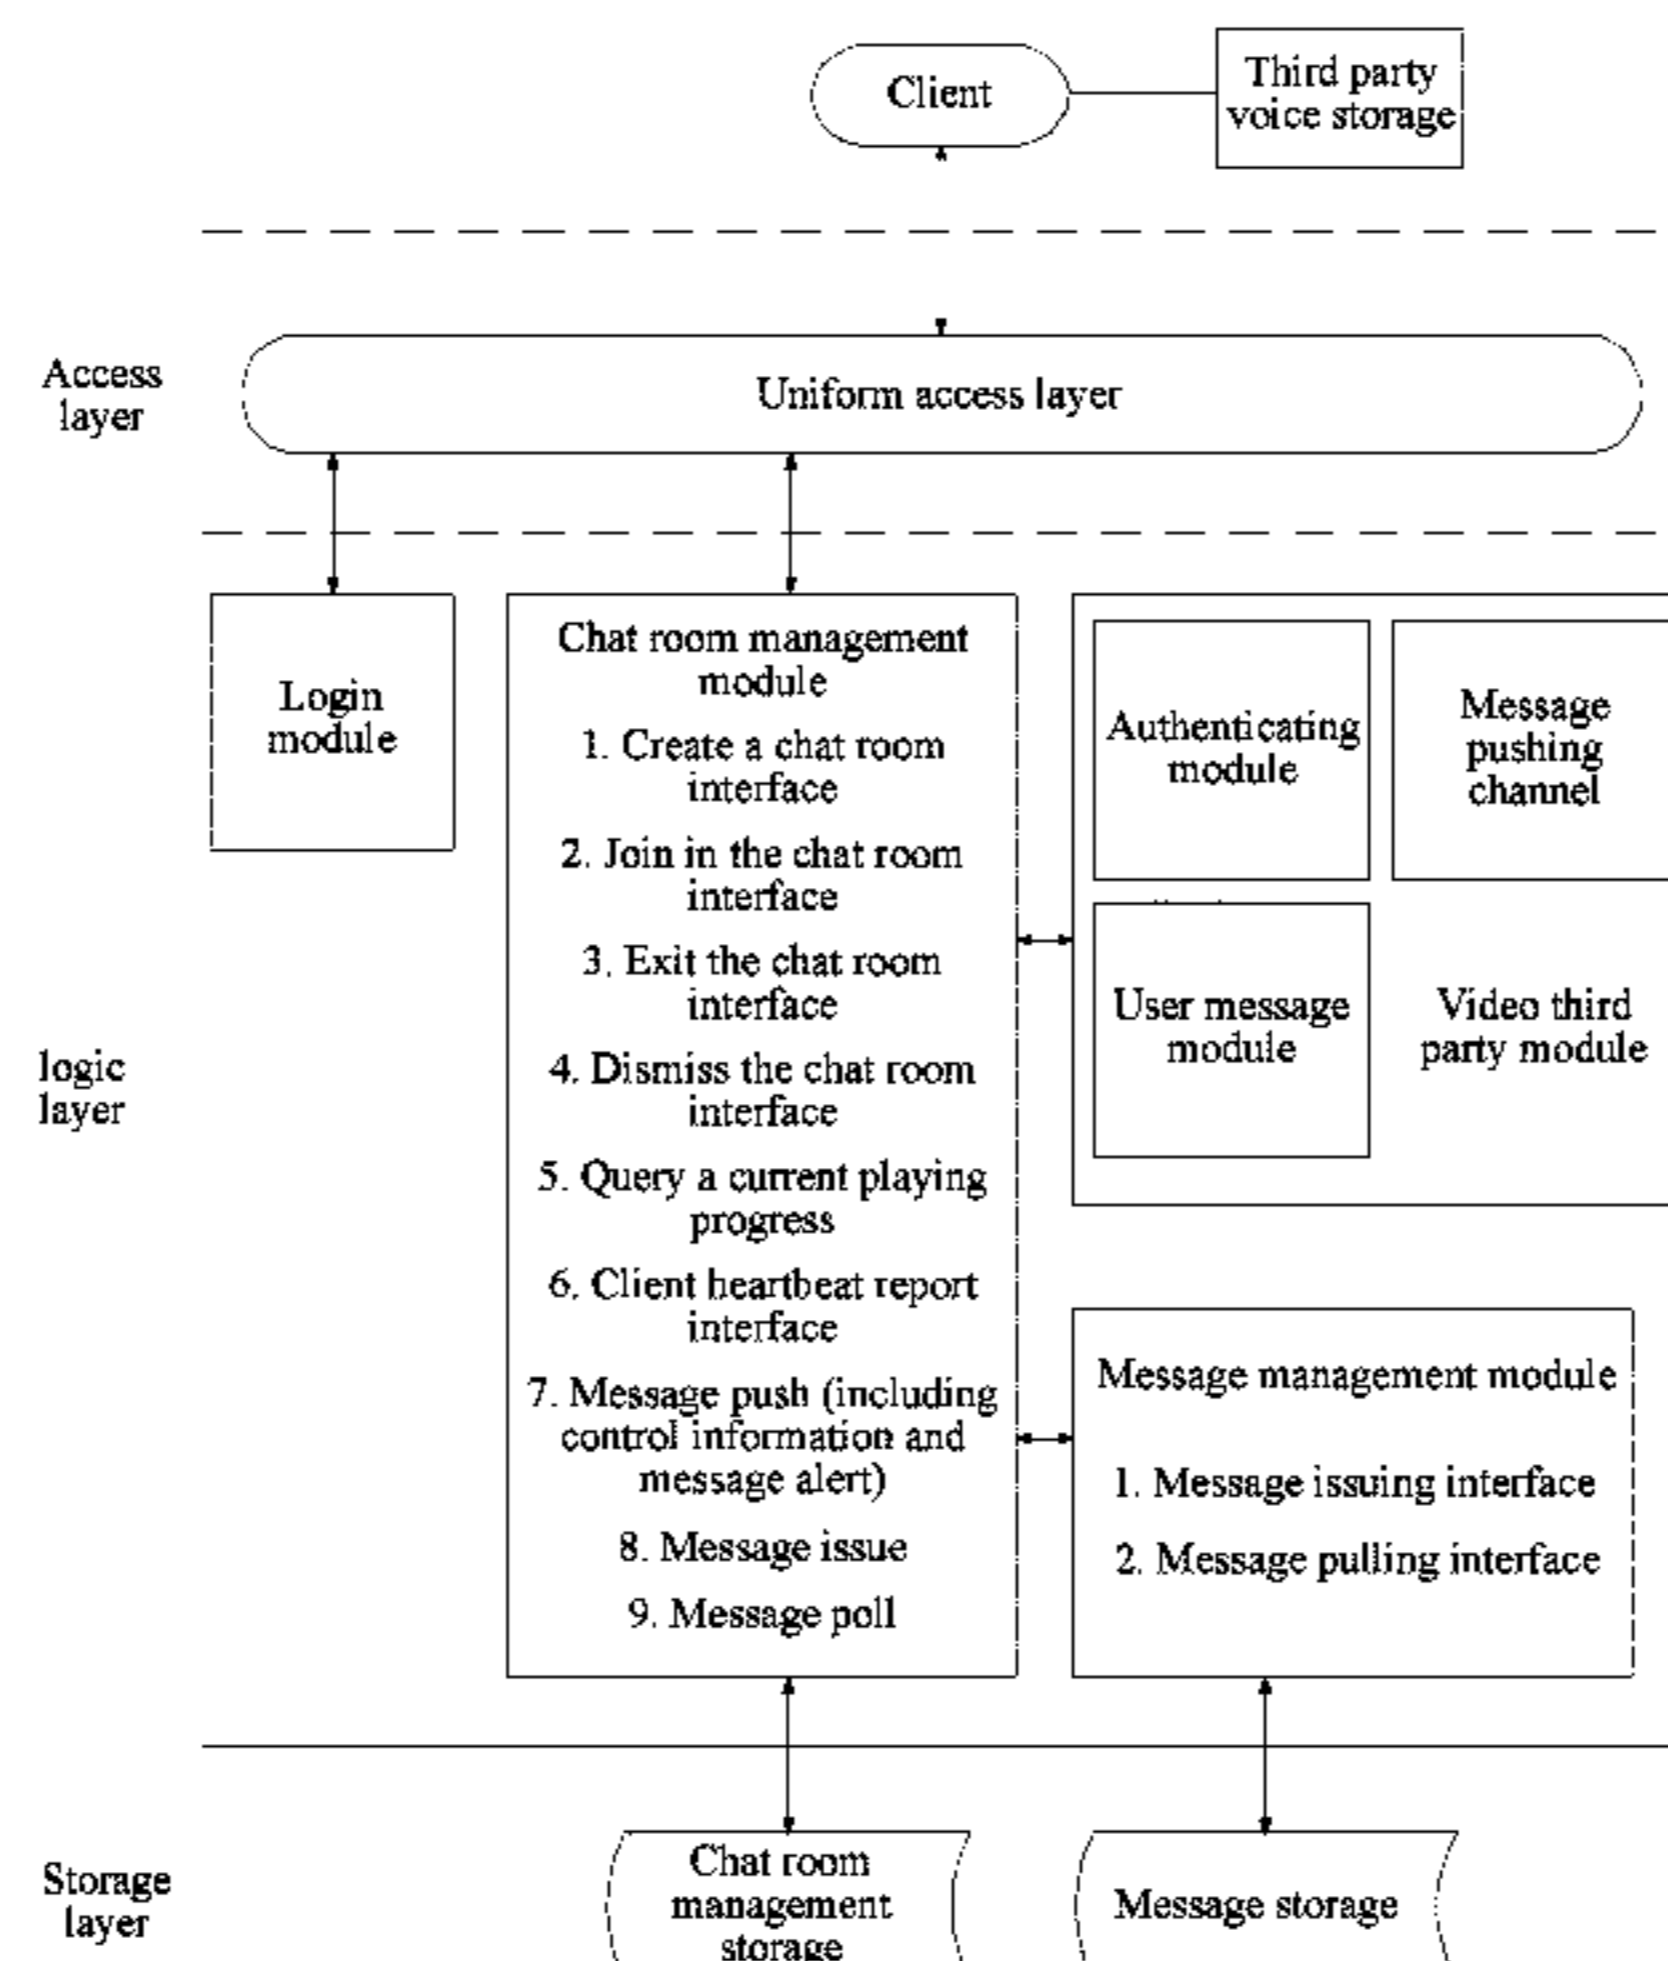 Client
Third party
voice storage
Access
layer
Uniform access layer
logic
layer
Login
module
Chat room management
module
1. Create a chat room
interface
2. Join in the chat room
interface
3. Exit the chat room
interface
4. Dismiss the chat room
interface
5. Query a current playing
progress
6. Client heartbeat report
interface
7. Message push (including
control information and
message alert)
8. Message issue
9. Message poll
Authenticating
module
Message
pushing
channel
User message
module
Video third
party module
Message management module
1. Message issuing interface
2. Message pulling interface
Storage
layer
Chat room
management
storage
Message storage